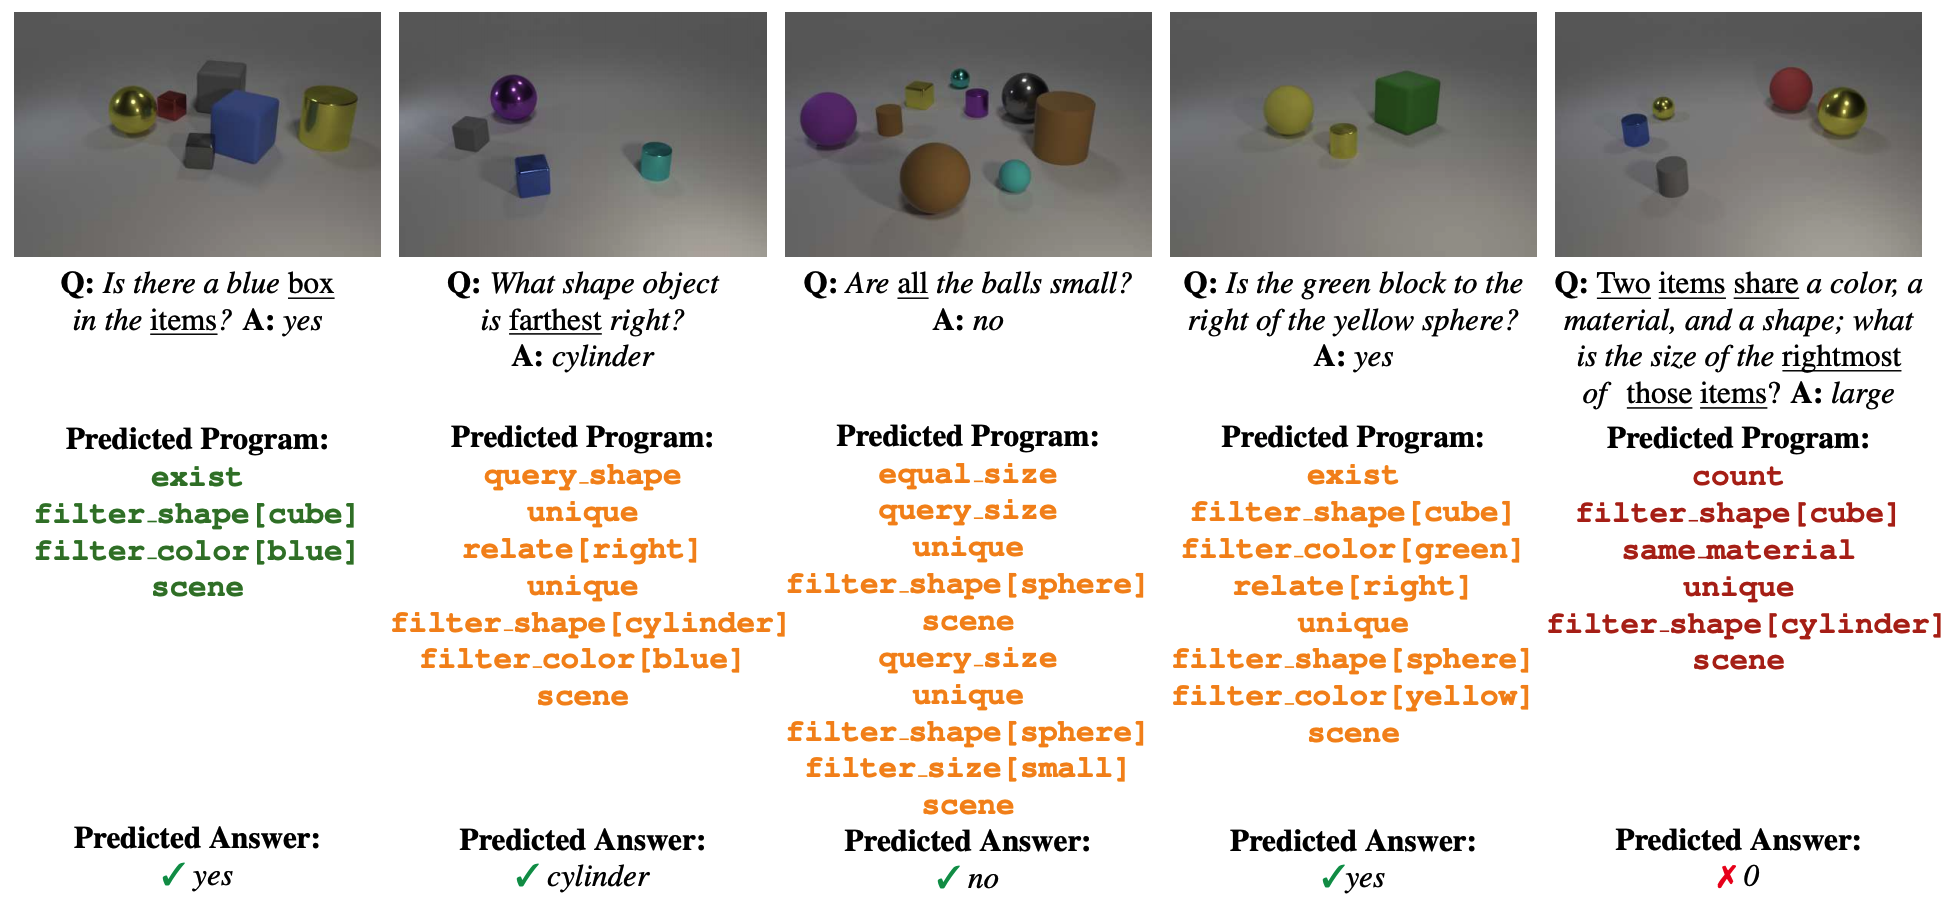 Q: Is there a blue box
in the items? A: yes
Predicted Program:
exist
filter_shape[cube]
filter_color[blue]
scene
Predicted Answer:
✓ yes
Q: What shape object
is farthest right?
A: cylinder
Predicted Program:
query_shape
unique
relate[right]
unique
filter_shape[cylinder]
filter_color[blue]
scene
Predicted Answer:
✓ cylinder
Q: Are all the balls small?
A: no
Predicted Program:
equal_size
query_size
unique
filter_shape[sphere]
scene
query_size
unique
filter_shape[sphere]
filter_size[small]
scene
Predicted Answer:
✓ no
Q: Is the green block to the
right of the yellow sphere?
A: yes
Predicted Program:
exist
filter_shape[cube]
filter_color[green]
relate[right]
unique
filter_shape[sphere]
filter_color[yellow]
scene
Predicted Answer:
✓ yes
Q: Two items share a color, a
material, and a shape; what
is the size of the rightmost
of those items? A: large
Predicted Program:
count
filter_shape[cube]
same_material
unique
filter_shape[cylinder]
scene
Predicted Answer:
✗ 0